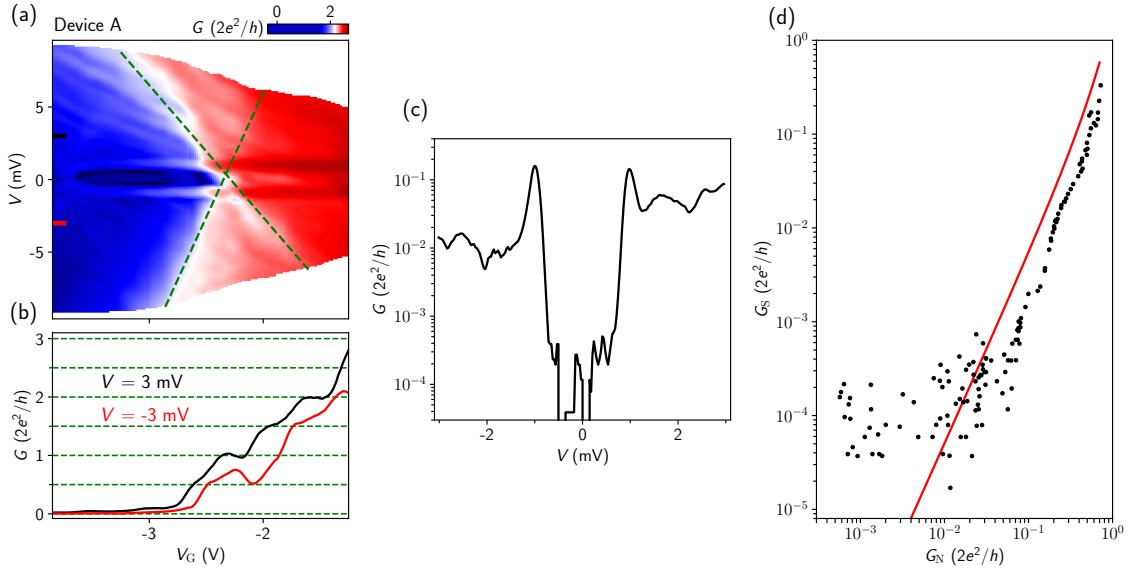 (a)
Device A
G (2e²/h)
0
2
5
0
-5
V (mV)
(b)
3
2
1
0
G (2e²/h)
V = 3 mV
V = -3 mV
-3
-2
V_G (V)
(c)
10⁻¹
10⁻²
10⁻³
10⁻⁴
G (2e²/h)
-2
0
2
V (mV)
(d)
10⁰
10⁻¹
10⁻²
10⁻³
10⁻⁴
10⁻⁵
G_S (2e²/h)
10⁻³
10⁻²
10⁻¹
10⁰
G_N (2e²/h)